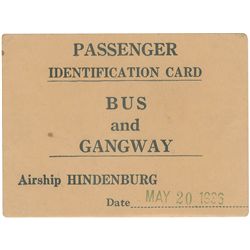 PASSENGER
IDENTIFICATION CARD
BUS
and
GANGWAY
Airship HINDENBURG
Date MAY 20 1936